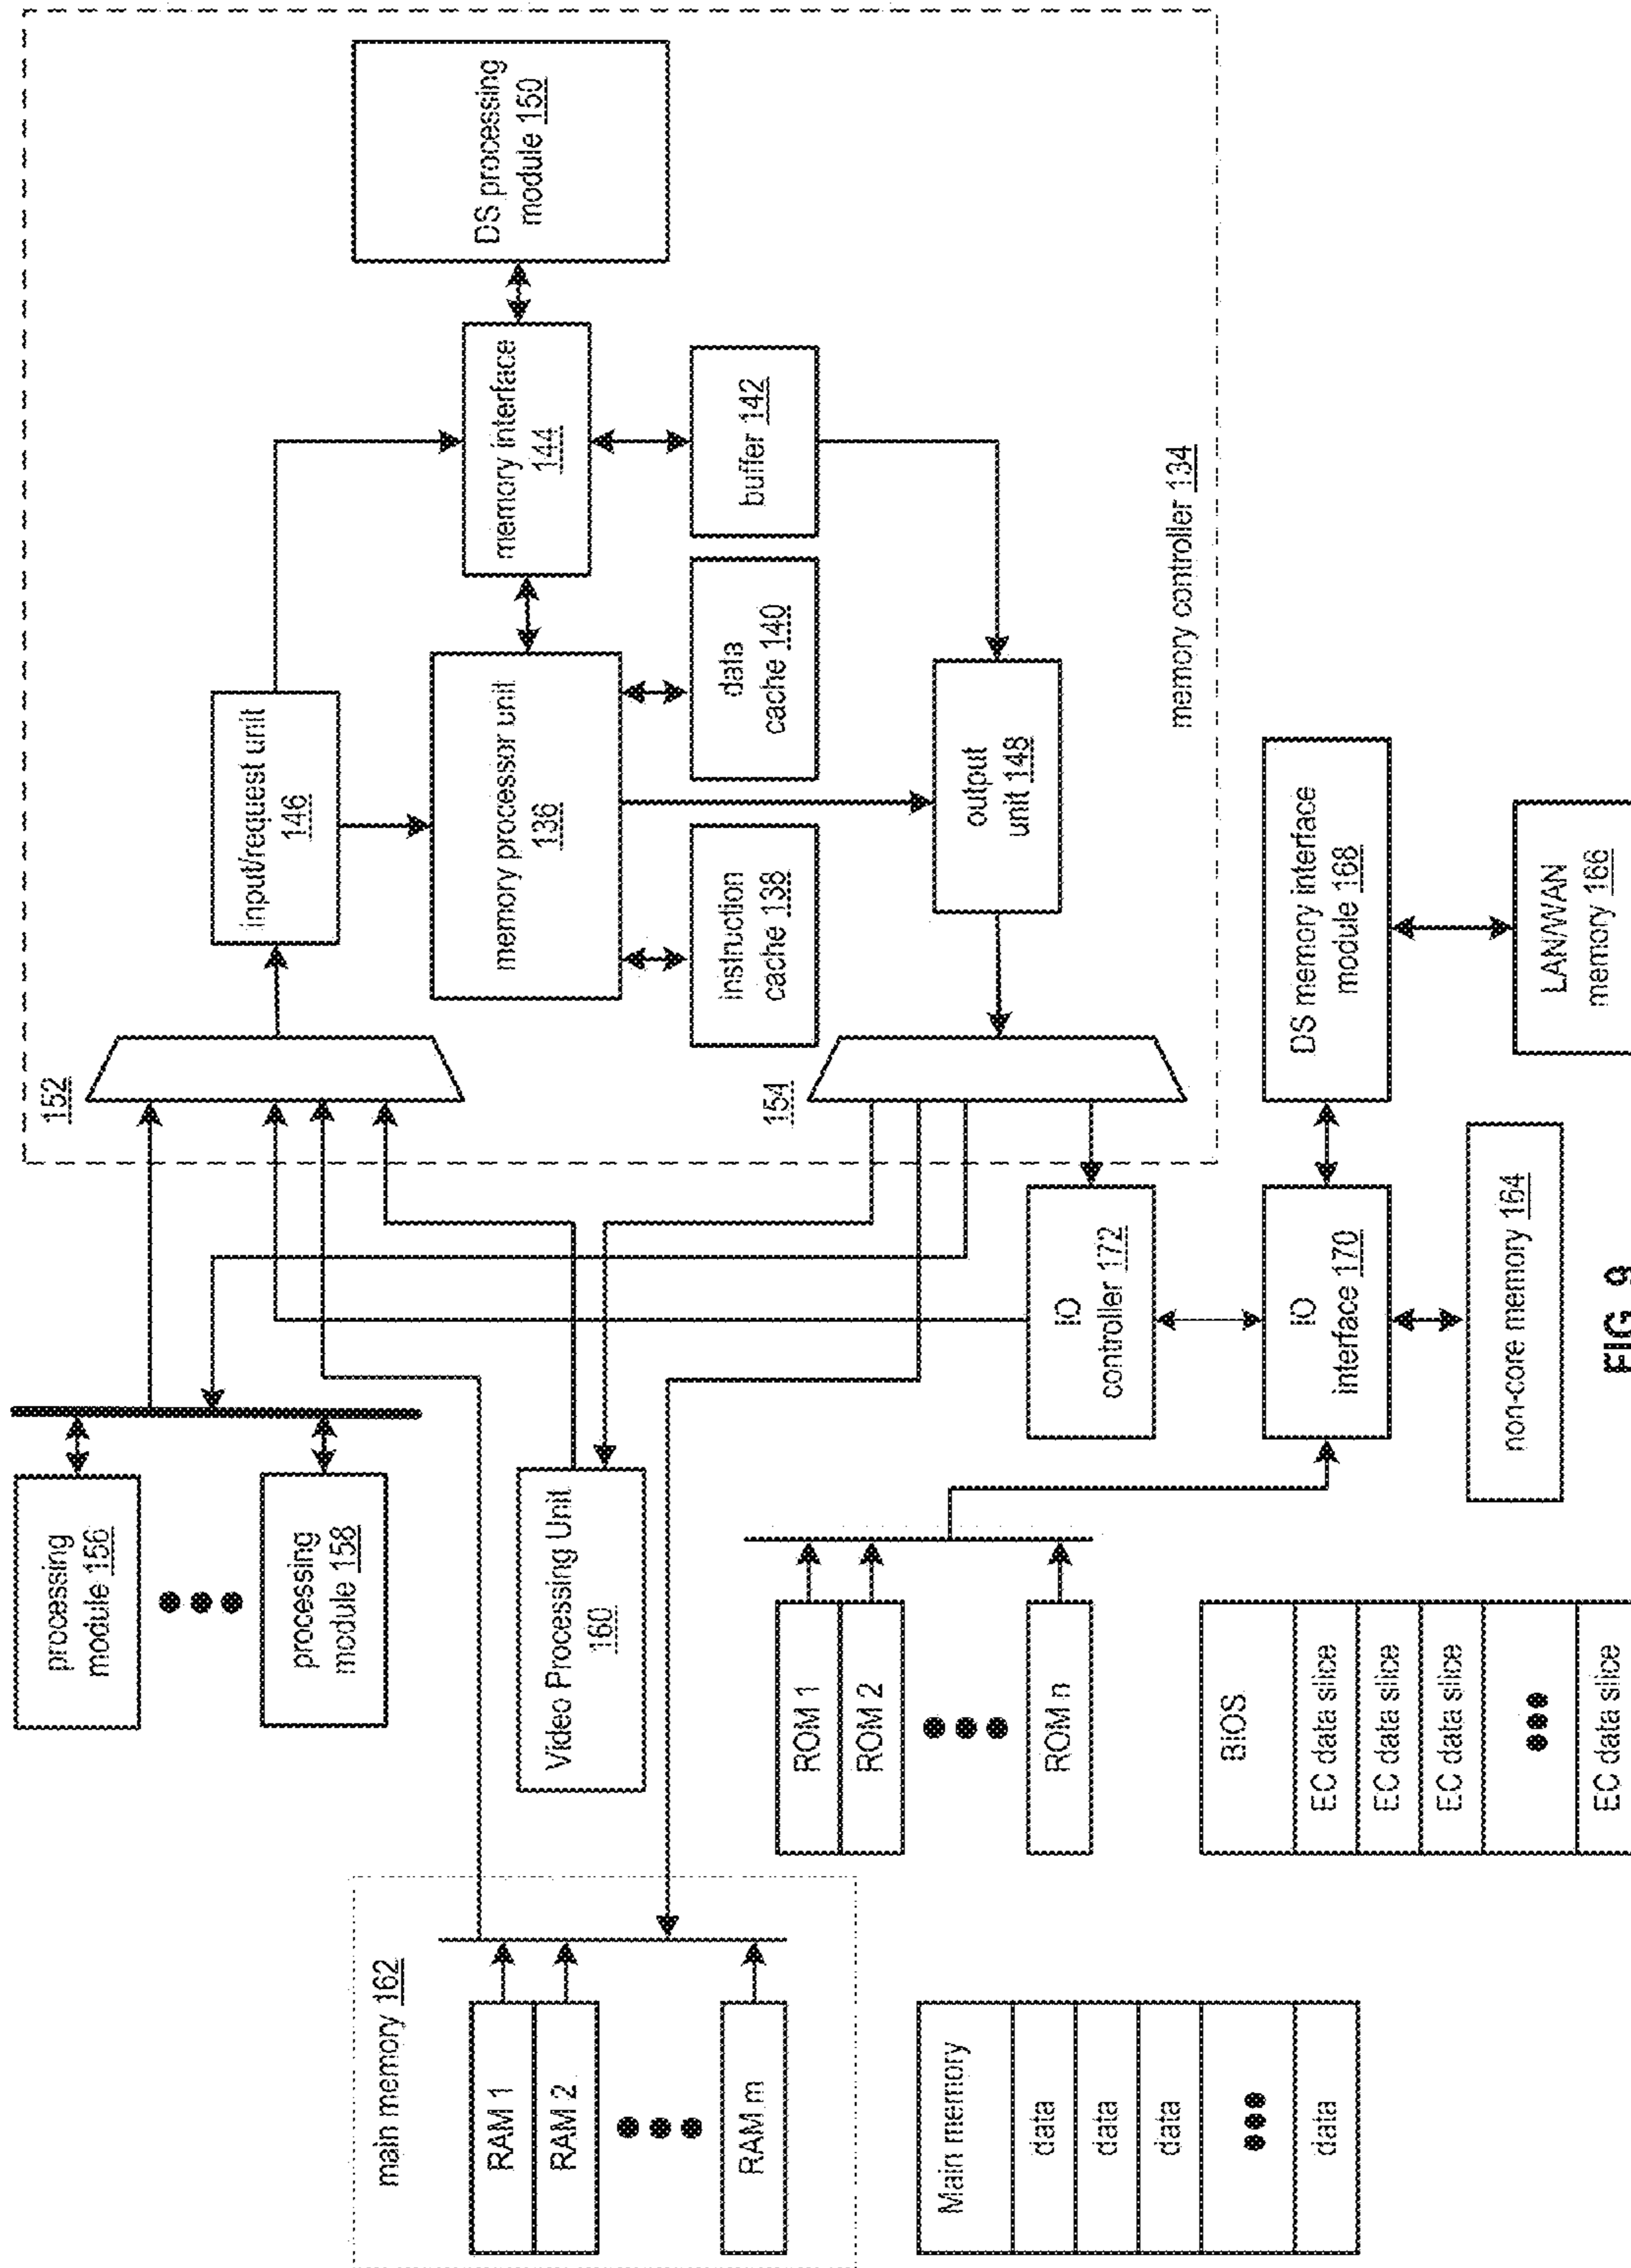 main memory 162
RAM 1
RAM 2
RAM m
Main memory
data
data
data
data
processing
module 156
processing
module 158
Video Processing Unit
160
ROM 1
ROM 2
ROM n
BIOS
EC data slice
EC data slice
EC data slice
EC data slice
152
input/request unit
146
memory processor unit
136
instruction
cache 138
data
cache 140
memory interface
144
buffer 142
DS processing
module 150
154
output
unit 148
memory controller 134
IO
controller 172
IO
interface 170
DS memory interface
module 168
non-core memory 164
LAN/WAN
memory 166
FIG. 9